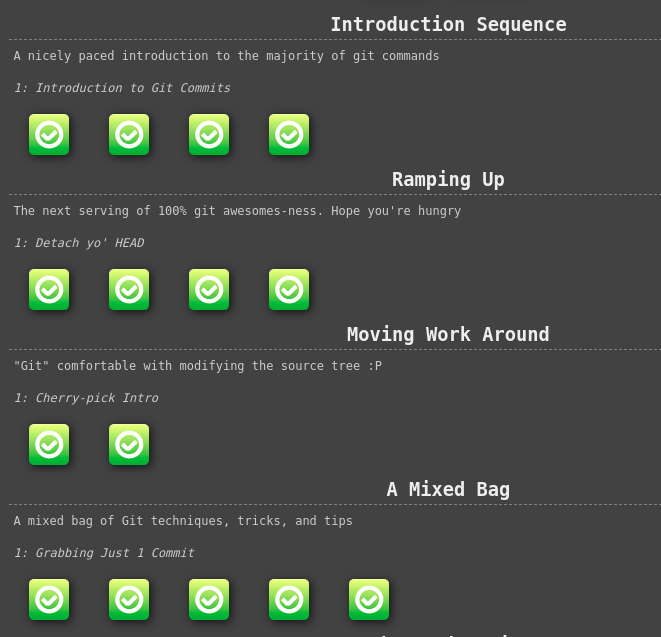 Introduction Sequence
A nicely paced introduction to the majority of git commands
1: Introduction to Git Commits
Ramping Up
The next serving of 100% git awesomes-ness. Hope you're hungry
1: Detach yo' HEAD
Moving Work Around
"Git" comfortable with modifying the source tree :P
1: Cherry-pick Intro
A Mixed Bag
A mixed bag of Git techniques, tricks, and tips
1: Grabbing Just 1 Commit